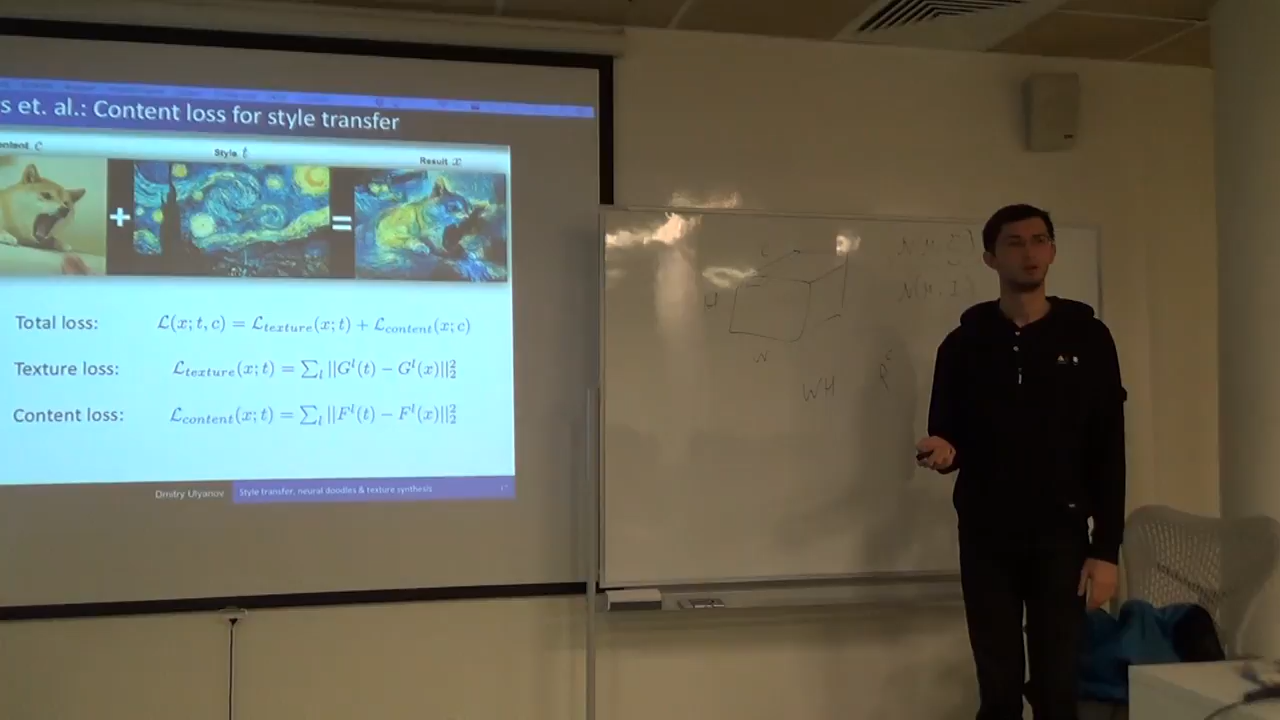 s et. al.: Content loss for style transfer
ntent c
Style t
Result x
+
=
Total loss: L(x; t, c) = L_texture(x; t) + L_content(x; c)
Texture loss: L_texture(x; t) = ∑_l ||G^l(t) − G^l(x)||_2^2
Content loss: L_content(x; t) = ∑_l ||F^l(t) − F^l(x)||_2^2
Dmitry Ulyanov Style transfer, neural doodles & texture synthesis
C
H
W
WH
N(μ, Σ)
N(μ, I)